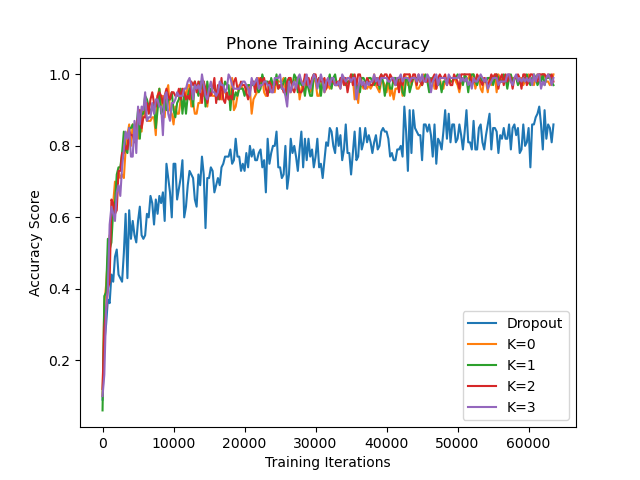 Phone Training Accuracy
Accuracy Score
1.0
0.8
0.6
0.4
0.2
0 10000 20000 30000 40000 50000 60000
Training Iterations
Dropout
K=0
K=1
K=2
K=3